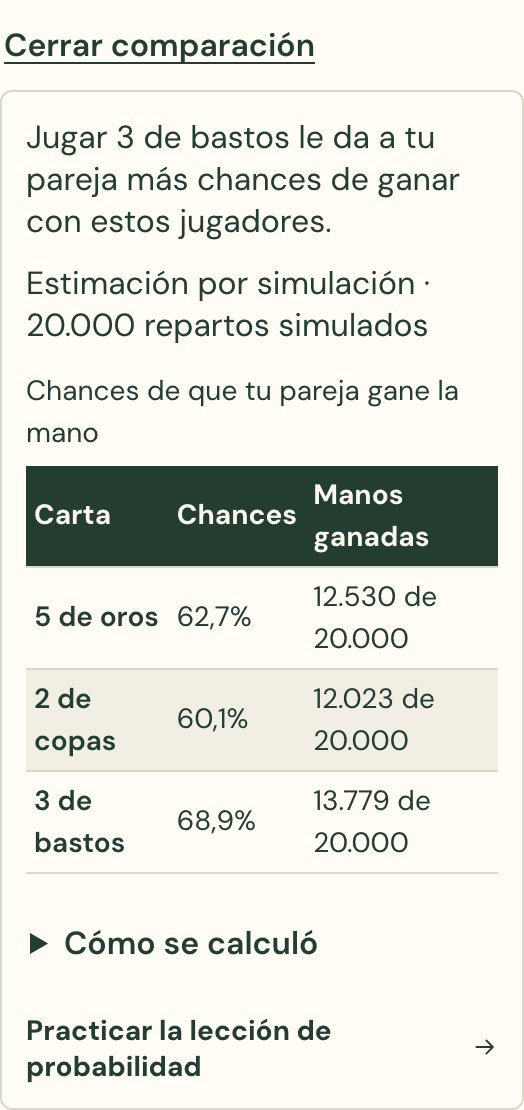 Cerrar comparación
Jugar 3 de bastos le da a tu
pareja más chances de ganar
con estos jugadores.
Estimación por simulación ·
20.000 repartos simulados
Chances de que tu pareja gane la
mano
Carta Chances Manos ganadas
5 de oros 62,7% 12.530 de 20.000
2 de copas 60,1% 12.023 de 20.000
3 de bastos 68,9% 13.779 de 20.000
▶ Cómo se calculó
Practicar la lección de
probabilidad →